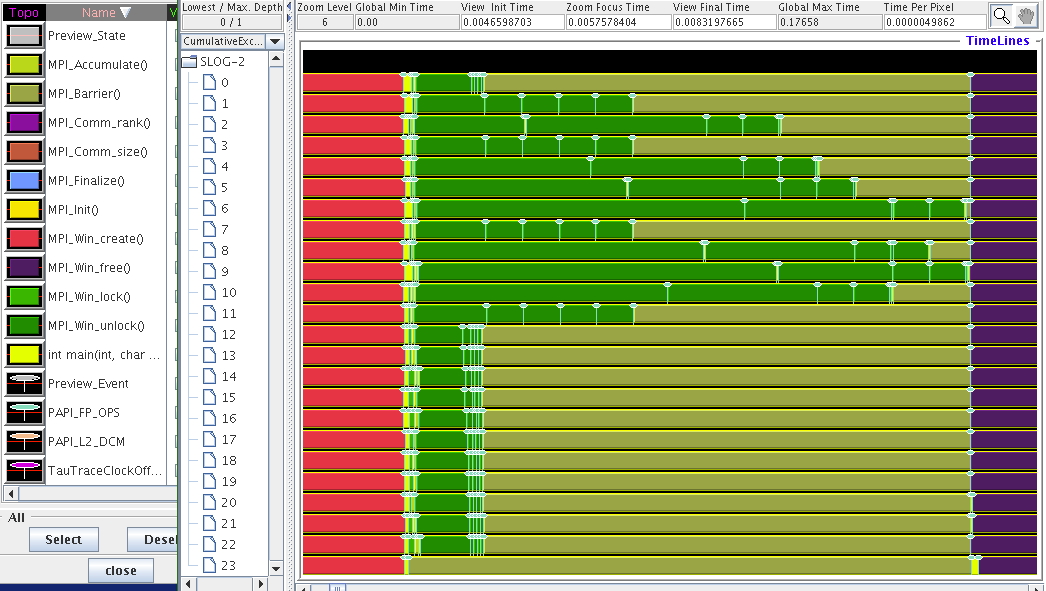 Topo Name V
Preview_State
MPI_Accumulate()
MPI_Barrier()
MPI_Comm_rank()
MPI_Comm_size()
MPI_Finalize()
MPI_Init()
MPI_Win_create()
MPI_Win_free()
MPI_Win_lock()
MPI_Win_unlock()
int main(int, char ...
Preview_Event
PAPI_FP_OPS
PAPI_L2_DCM
TauTraceClockOff...
All
Select Desel
close
Lowest / Max. Depth
0 / 1
CumulativeExc...
SLOG-2
0
1
2
3
4
5
6
7
8
9
10
11
12
13
14
15
16
17
18
19
20
21
22
23
Zoom Level Global Min Time View Init Time Zoom Focus Time View Final Time Global Max Time Time Per Pixel
6 0.00 0.0046598703 0.0057578404 0.0083197665 0.17658 0.0000049862
TimeLines